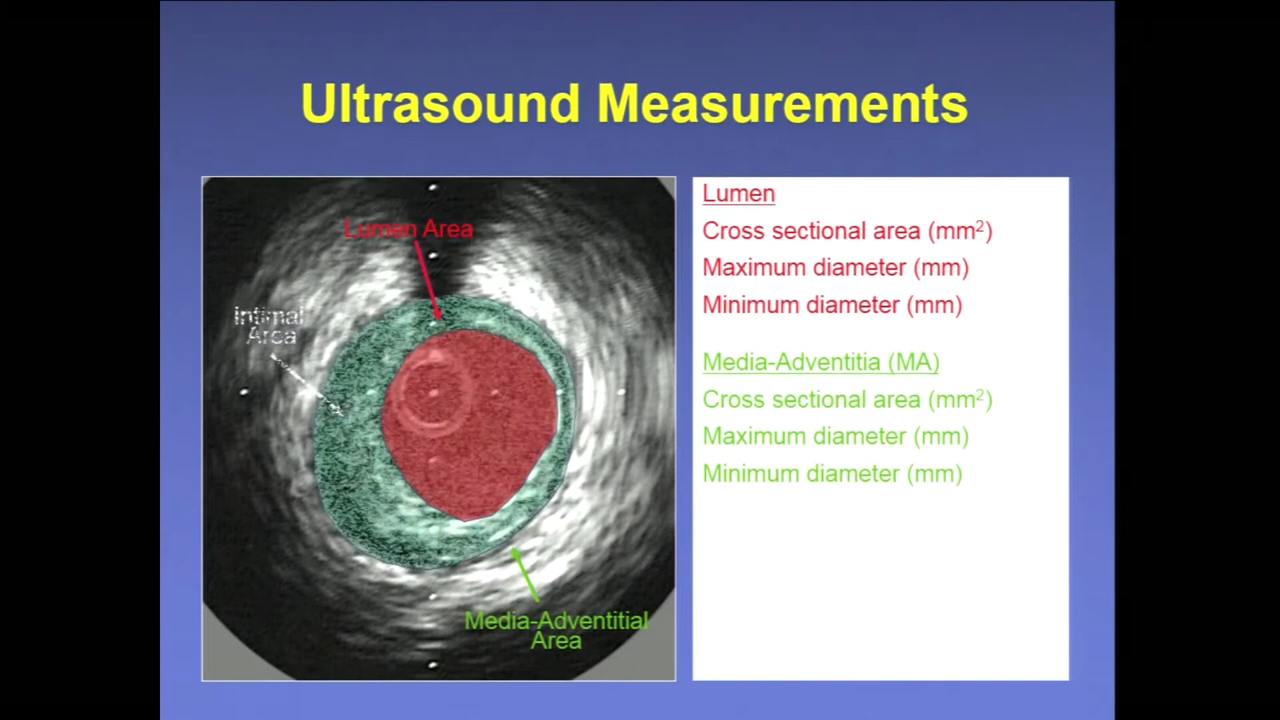 Ultrasound Measurements
Lumen Area
Intimal
Area
Media-Adventitial
Area
Lumen
Cross sectional area (mm²)
Maximum diameter (mm)
Minimum diameter (mm)
Media-Adventitia (MA)
Cross sectional area (mm²)
Maximum diameter (mm)
Minimum diameter (mm)